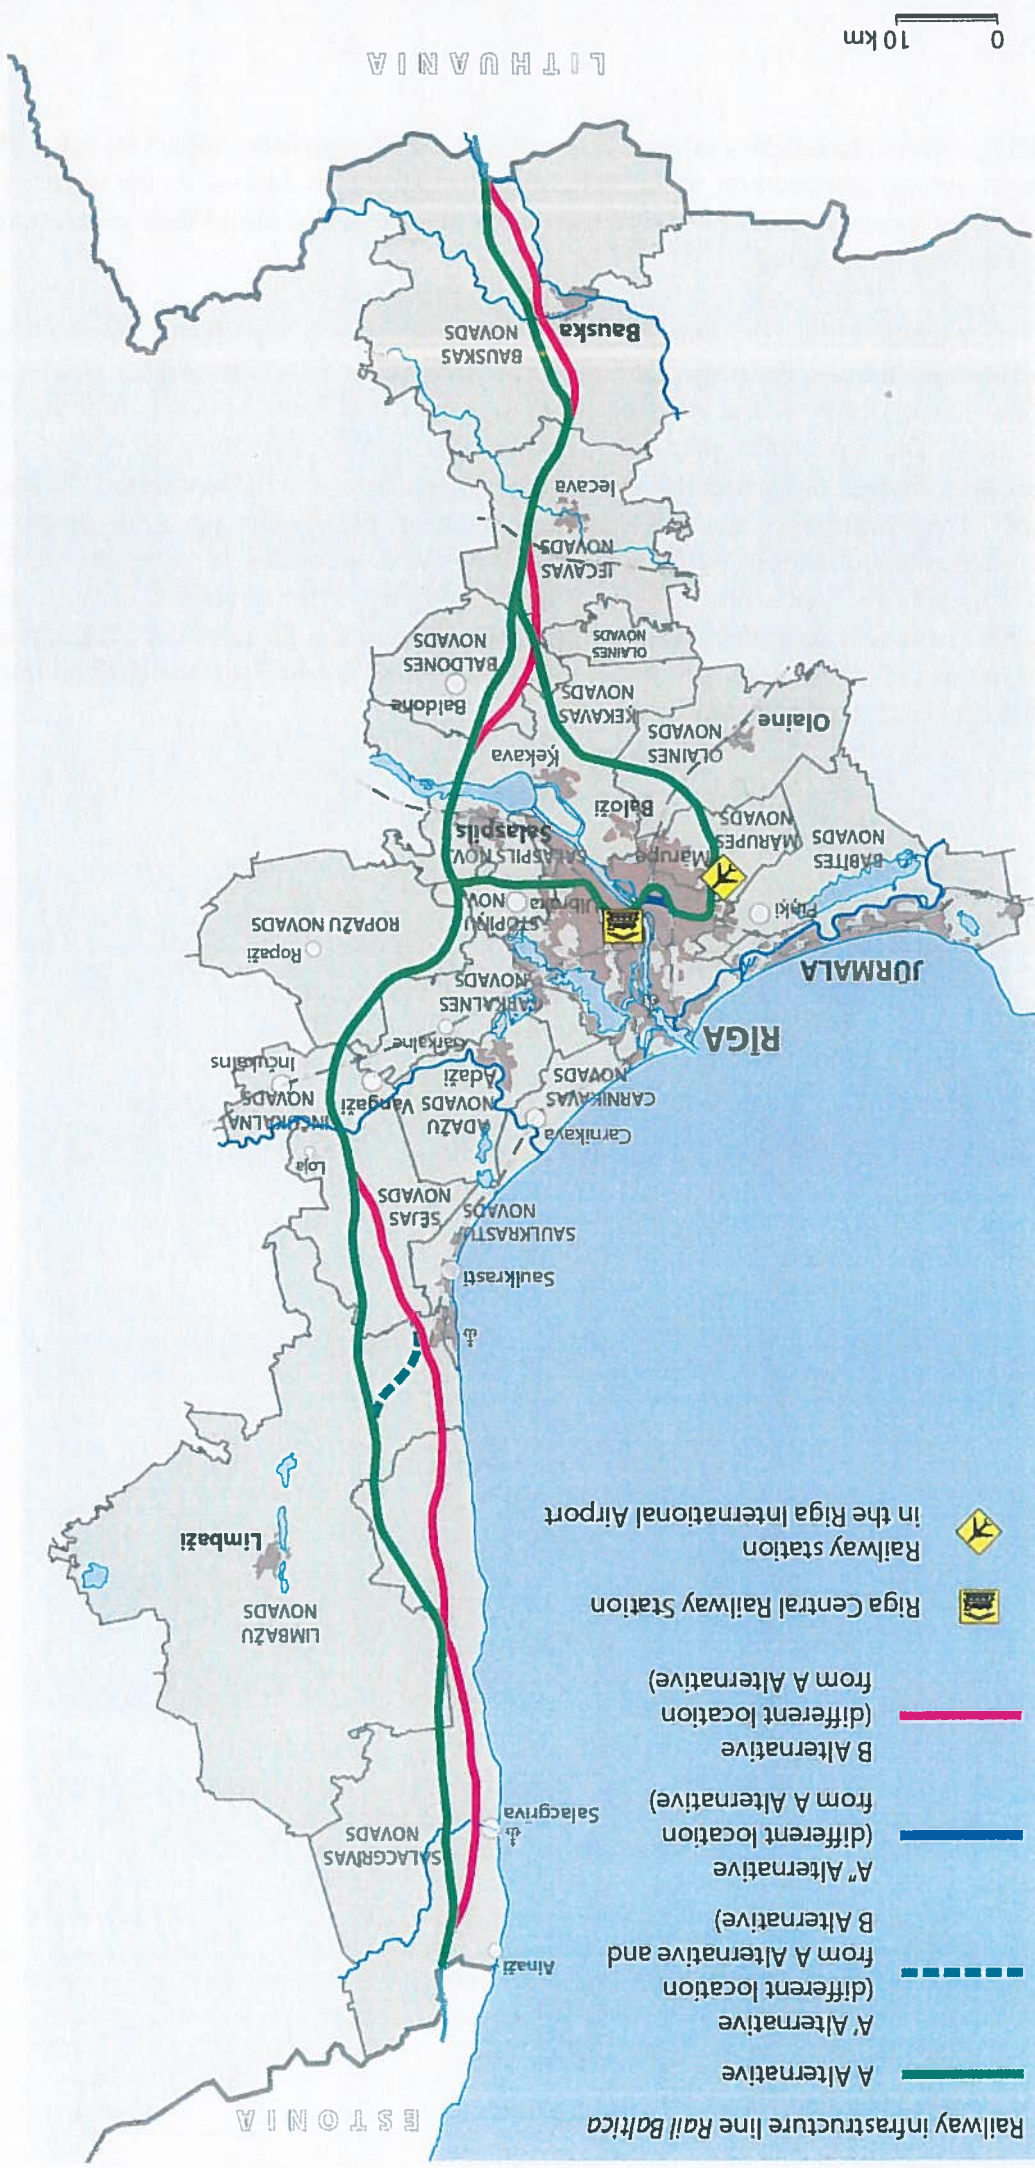 Railway infrastructure line Rail Baltica
A Alternative
A' Alternative
(different location
from A Alternative and
B Alternative)
A" Alternative
(different location
from A Alternative)
B Alternative
(different location
from A Alternative)
Riga Central Railway Station
Railway station
in the Riga International Airport
ESTONIA
Ainaži
SALACGRĪVAS
NOVADS
Salacgrīva
LIMBAŽU
NOVADS
Limbaži
Saulkrasti
SAULKRASTU
NOVADS
SĒJAS
NOVADS
Loja
Carnikava
CARNIKAVAS
NOVADS
ĀDAŽU
NOVADS
Ādaži
Vangaži
INČUKALNA
NOVADS
Inčukalns
Garkalne
GARKALNES
NOVADS
RĪGA
JŪRMALA
Ropaži
ROPAŽU NOVADS
STOPIŅU
NOV.
Ulbroka
Piņķi
BABĪTES
NOVADS
MĀRUPES
NOVADS
Mārupe
SALASPILS NOV.
Salaspils
Baloži
Ķekava
Olaine
OLAINES
NOVADS
ĶEKAVAS
NOVADS
Baldone
BALDONES
NOVADS
OLAINES
NOVADS
IECAVAS
NOVADS
Iecava
BAUSKAS
NOVADS
Bauska
LITHUANIA
0
10 km